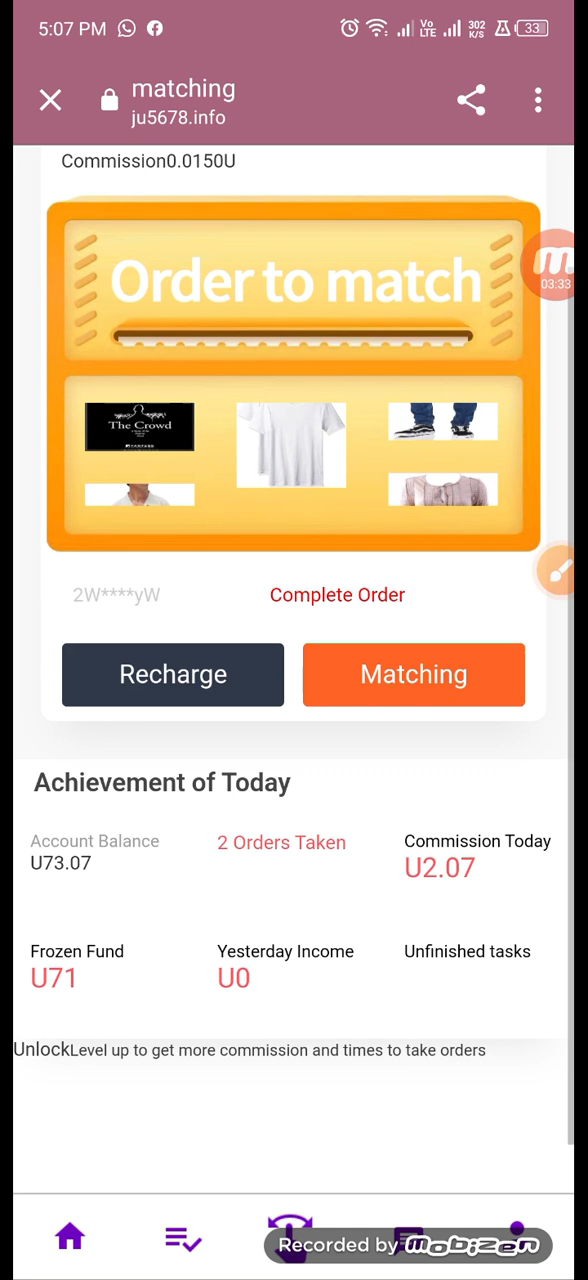 5:07 PM
Vo
LTE
302
K/S
33
matching
ju5678.info
Commission0.0150U
Order to match
03:33
The Crowd
2W****yW
Complete Order
Recharge
Matching
Achievement of Today
Account Balance
2 Orders Taken
Commission Today
U73.07
U2.07
Frozen Fund
Yesterday Income
Unfinished tasks
U71
U0
UnlockLevel up to get more commission and times to take orders
Recorded by mobizen